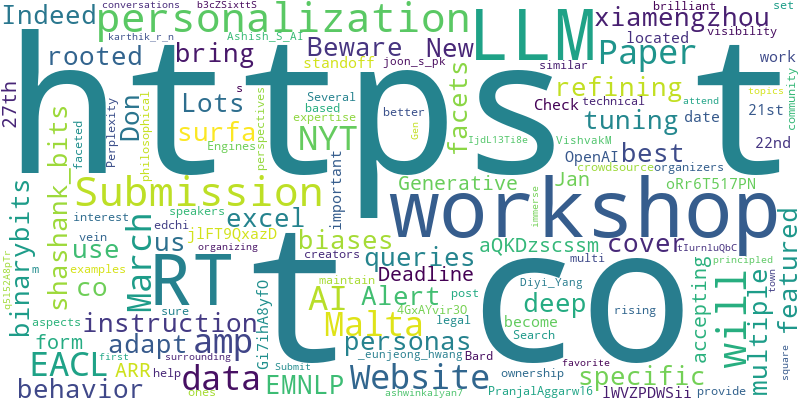 conversations
b3cZSixttS
brilliant
set
Indeed
personalization
LLM
xiamengzhou
karthik_r_n
Ashish_S_AI
visibility
rooted
bring
Beware
New
Paper
located
work
standoff
joon_s_pk
similar
https
t
27th
Lots
Several
based
expertise
better
refining
Check
technical
community
Don
surfa
NYT
facets
tuning
date
21st
topics
attend
shashank_bits
Perplexity
faceted
philosophical
s
Engines
perspectives
Gen
IjdL13Ti8e
VishvakM
crowdsource
OpenAI
best
organizers
22nd
Submission
important
Generative
Jan
oRr6T517PN
immerse
workshop
binarybits
March
speakers
excel
edchi
jlFT9QxazD
biases
queries
aQKDzscssm
cover
tIurnluQbC
featured
interest
use
us
organizing
creators
Deadline
multi
accepting
principled
vein
co
RT
t
co
will
multiple
q5152A8pTr
m
examples
sure
AI
Alert
post
Diyi_Yang
deep
town
aspects
instruction
amp
Gi7ihA8yfO
maintain
4GxAYvir3O
legal
become
rising
form
adapt
Malta
personas
Search
specific
square
EACL
first
surrounding
_eunjeong_hwang
Bard
ownership
favorite
ARR
help
data
Submit
Website
behavior
ones
EMNLP
ashwinkalyan7
PranjalAggarw16
lWVZPDWSii
provide